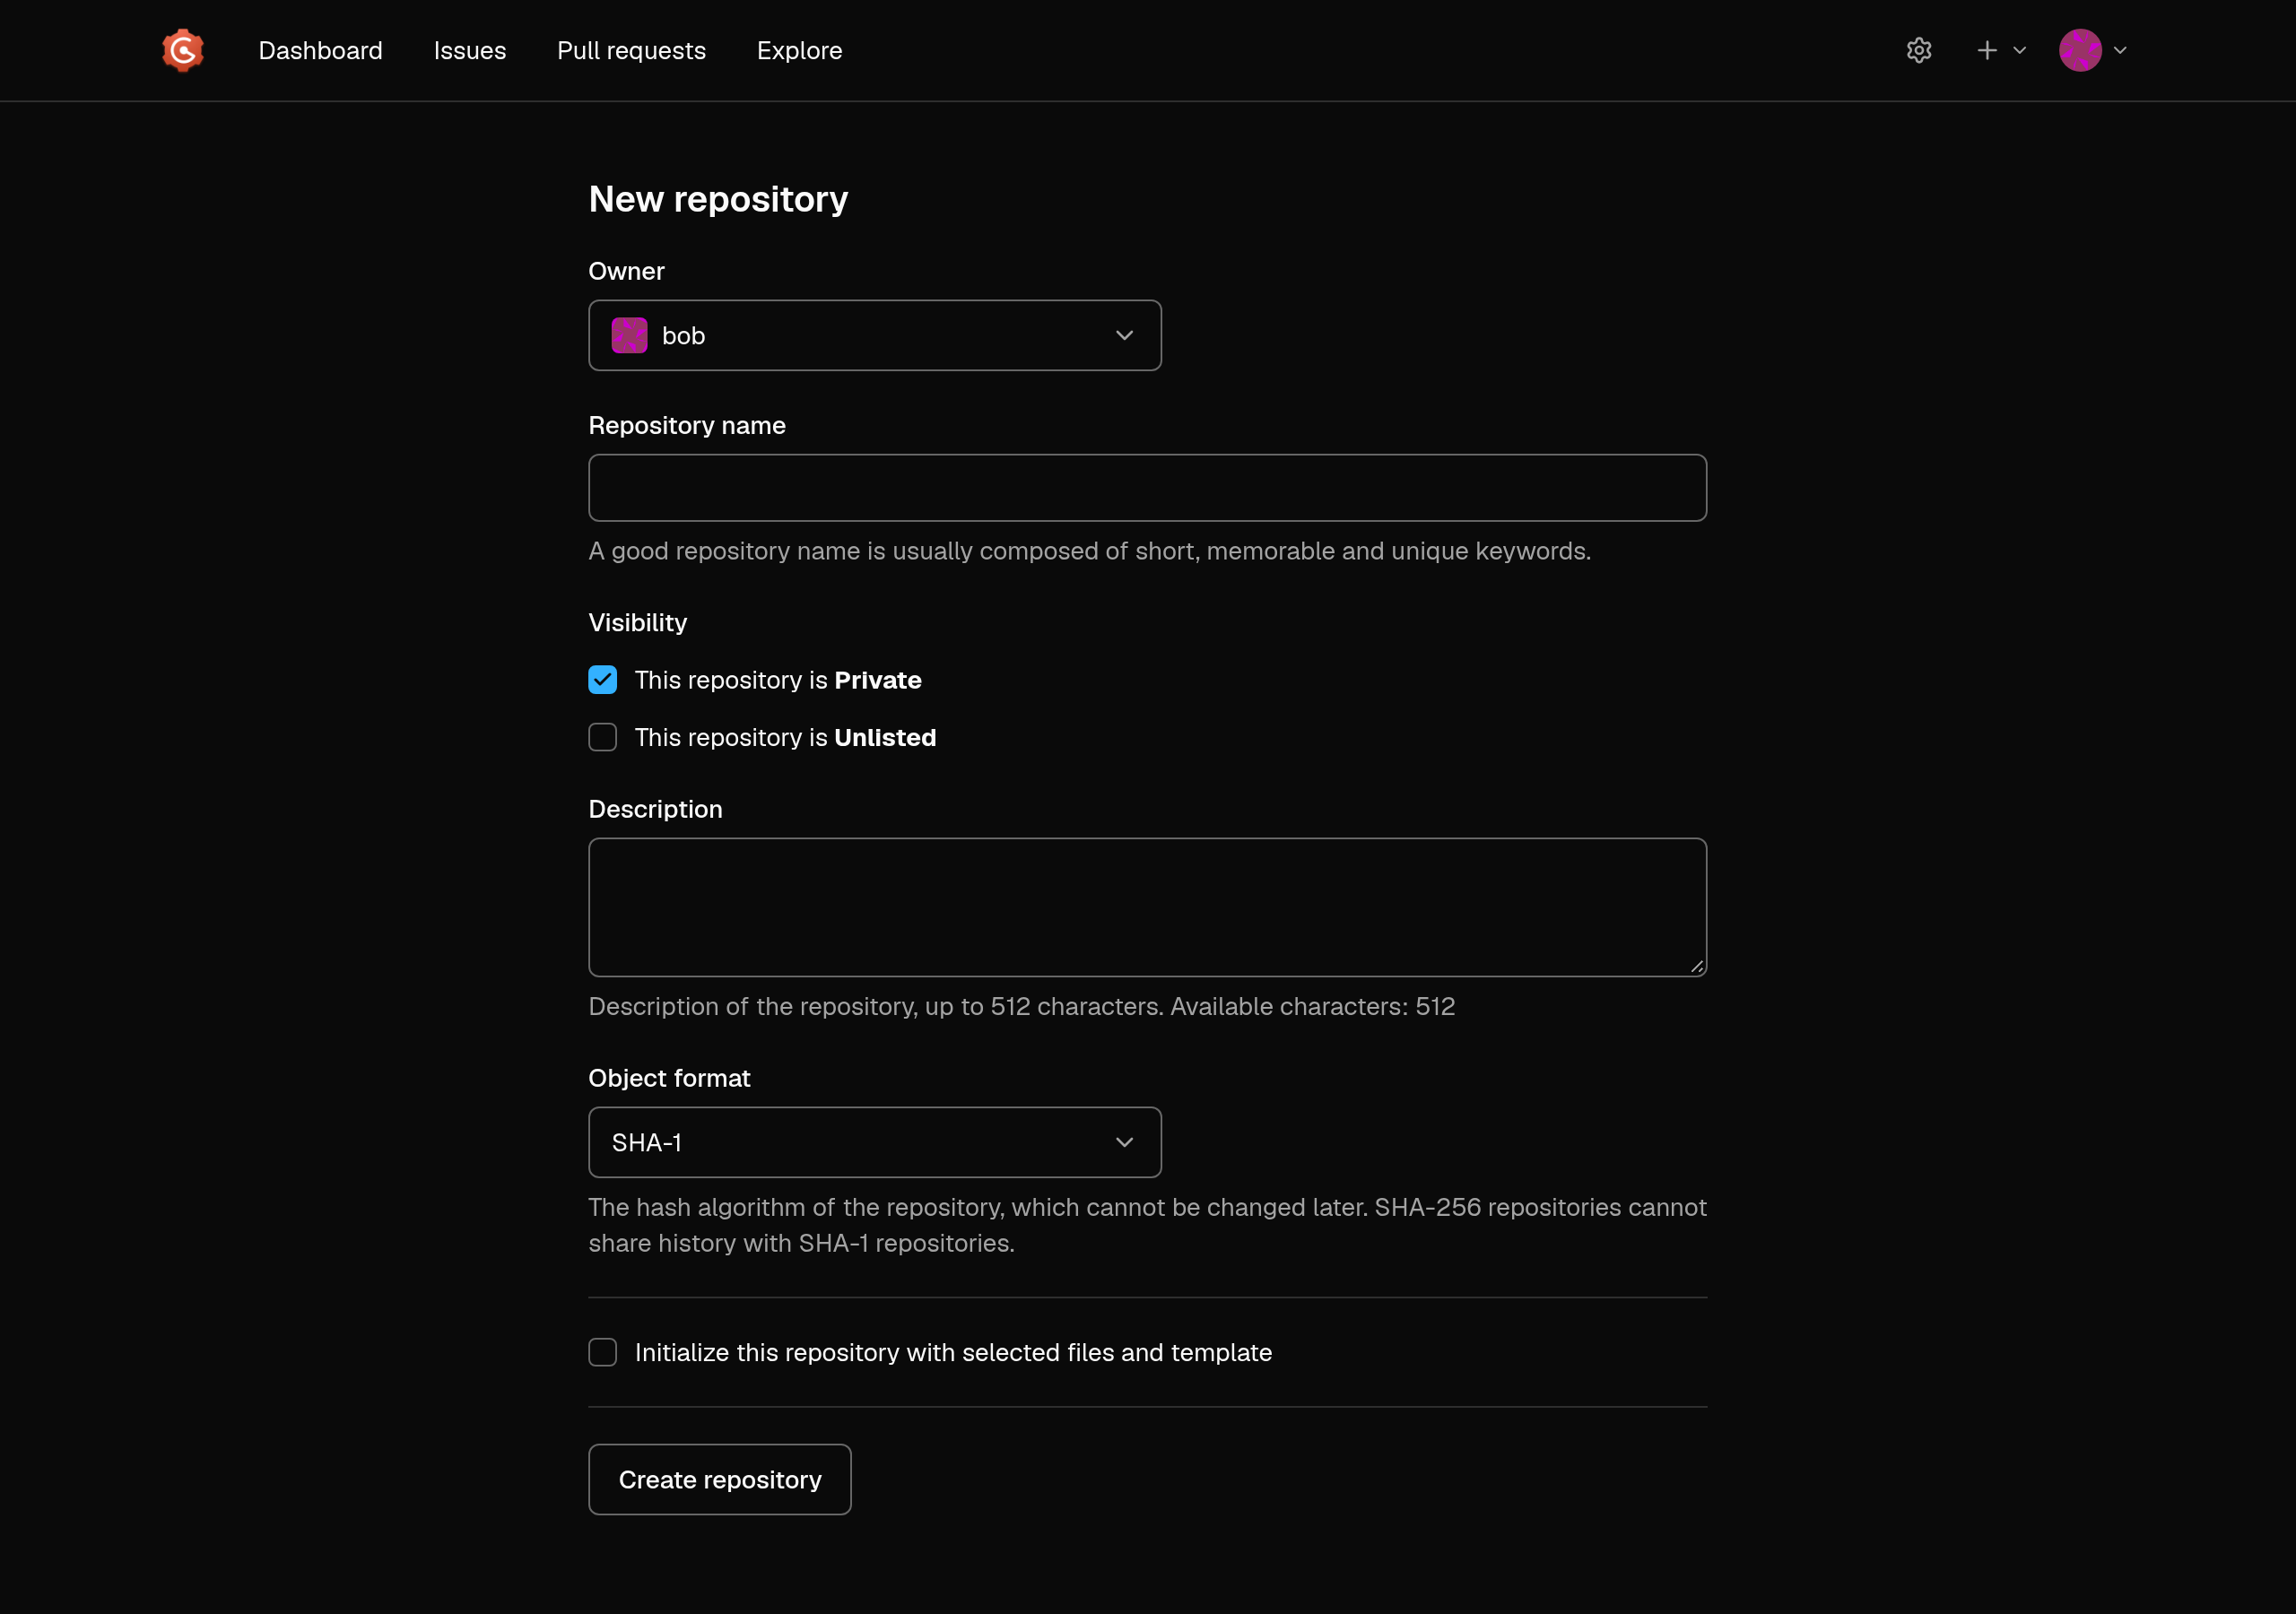 Dashboard Issues Pull requests Explore
New repository
Owner
bob
Repository name
A good repository name is usually composed of short, memorable and unique keywords.
Visibility
This repository is Private
This repository is Unlisted
Description
Description of the repository, up to 512 characters. Available characters: 512
Object format
SHA-1
The hash algorithm of the repository, which cannot be changed later. SHA-256 repositories cannot
share history with SHA-1 repositories.
Initialize this repository with selected files and template
Create repository